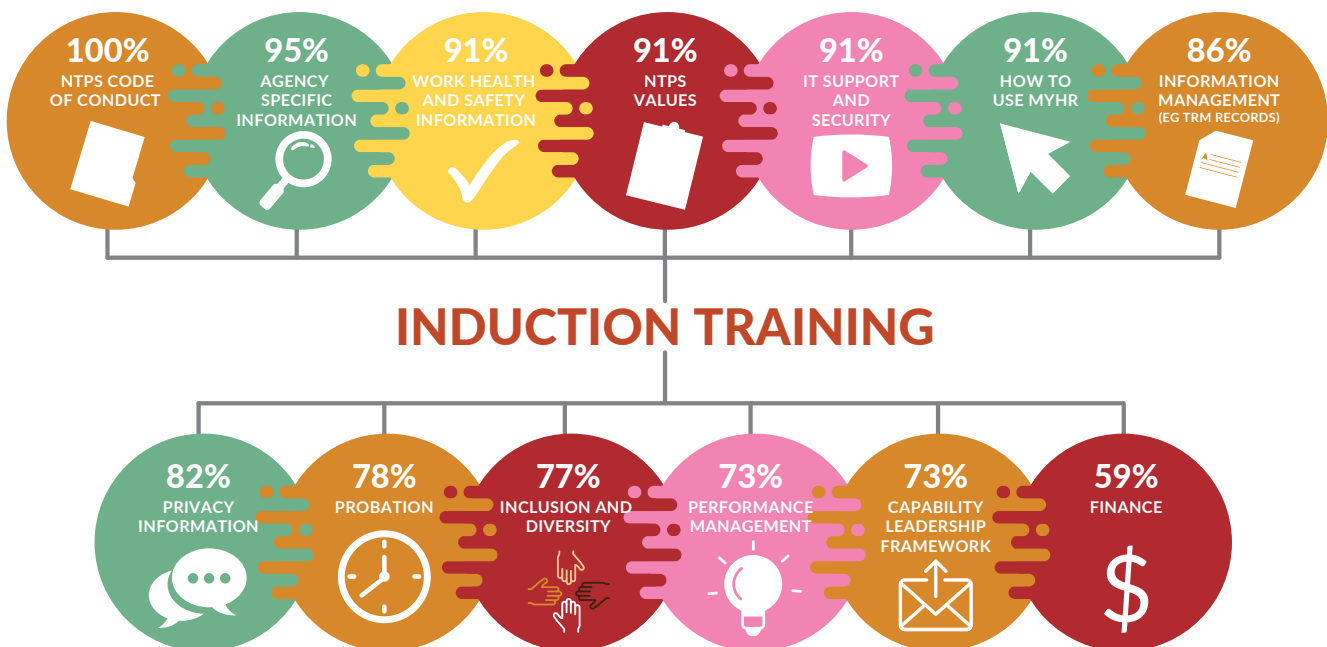 100%
NTPS CODE
OF CONDUCT
95%
AGENCY
SPECIFIC
INFORMATION
91%
WORK HEALTH
AND SAFETY
INFORMATION
91%
NTPS
VALUES
91%
IT SUPPORT
AND
SECURITY
91%
HOW TO
USE MYHR
86%
INFORMATION
MANAGEMENT
(EG TRM RECORDS)
INDUCTION TRAINING
82%
PRIVACY
INFORMATION
78%
PROBATION
77%
INCLUSION AND
DIVERSITY
73%
PERFORMANCE
MANAGEMENT
73%
CAPABILITY
LEADERSHIP
FRAMEWORK
59%
FINANCE
$